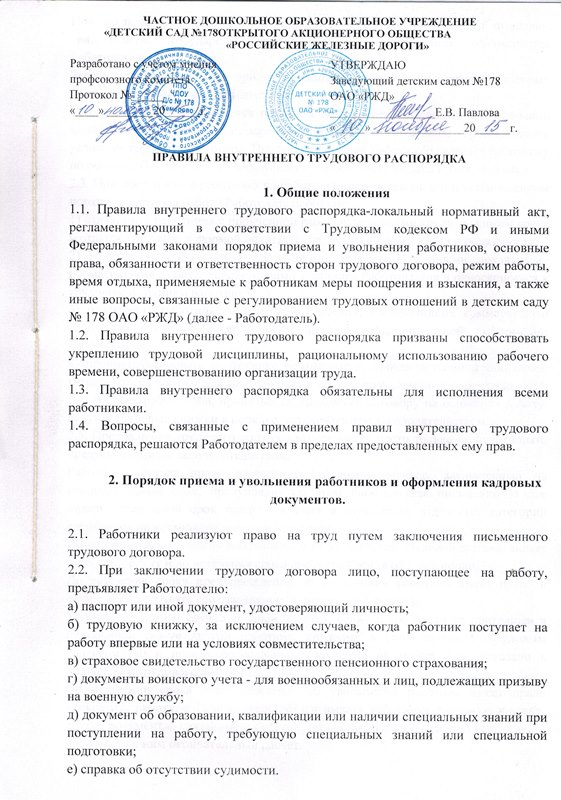 ЧАСТНОЕ ДОШКОЛЬНОЕ ОБРАЗОВАТЕЛЬНОЕ УЧРЕЖДЕНИЕ
«ДЕТСКИЙ САД №178ОТКРЫТОГО АКЦИОНЕРНОГО ОБЩЕСТВА
«РОССИЙСКИЕ ЖЕЛЕЗНЫЕ ДОРОГИ»
Разработано с учетом мнения
профсоюзного комитета
Протокол №
«10» 20
УТВЕРЖДАЮ
Заведующий детским садом №178
ОАО «РЖД»
Е.В. Павлова
«10» ноября 2015 г.
ППО
ЧДОУ
Д/с № 178
г. Кемерово
ДЕТСКИЙ
№ 178
ОАО «РЖД»
ПРАВИЛА ВНУТРЕННЕГО ТРУДОВОГО РАСПОРЯДКА
1. Общие положения
1.1. Правила внутреннего трудового распорядка-локальный нормативный акт,
регламентирующий в соответствии с Трудовым кодексом РФ и иными
Федеральными законами порядок приема и увольнения работников, основные
права, обязанности и ответственность сторон трудового договора, режим работы,
время отдыха, применяемые к работникам меры поощрения и взыскания, а также
иные вопросы, связанные с регулированием трудовых отношений в детским саду
№ 178 ОАО «РЖД» (далее - Работодатель).
1.2. Правила внутреннего трудового распорядка призваны способствовать
укреплению трудовой дисциплины, рациональному использованию рабочего
времени, совершенствованию организации труда.
1.3. Правила внутреннего распорядка обязательны для исполнения всеми
работниками.
1.4. Вопросы, связанные с применением правил внутреннего трудового
распорядка, решаются Работодателем в пределах предоставленных ему прав.
2. Порядок приема и увольнения работников и оформления кадровых
документов.
2.1. Работники реализуют право на труд путем заключения письменного
трудового договора.
2.2. При заключении трудового договора лицо, поступающее на работу,
предъявляет Работодателю:
а) паспорт или иной документ, удостоверяющий личность;
б) трудовую книжку, за исключением случаев, когда работник поступает на
работу впервые или на условиях совместительства;
в) страховое свидетельство государственного пенсионного страхования;
г) документы воинского учета - для военнообязанных и лиц, подлежащих призыву
на военную службу;
д) документ об образовании, квалификации или наличии специальных знаний при
поступлении на работу, требующую специальных знаний или специальной
подготовки;
е) справка об отсутствии судимости.